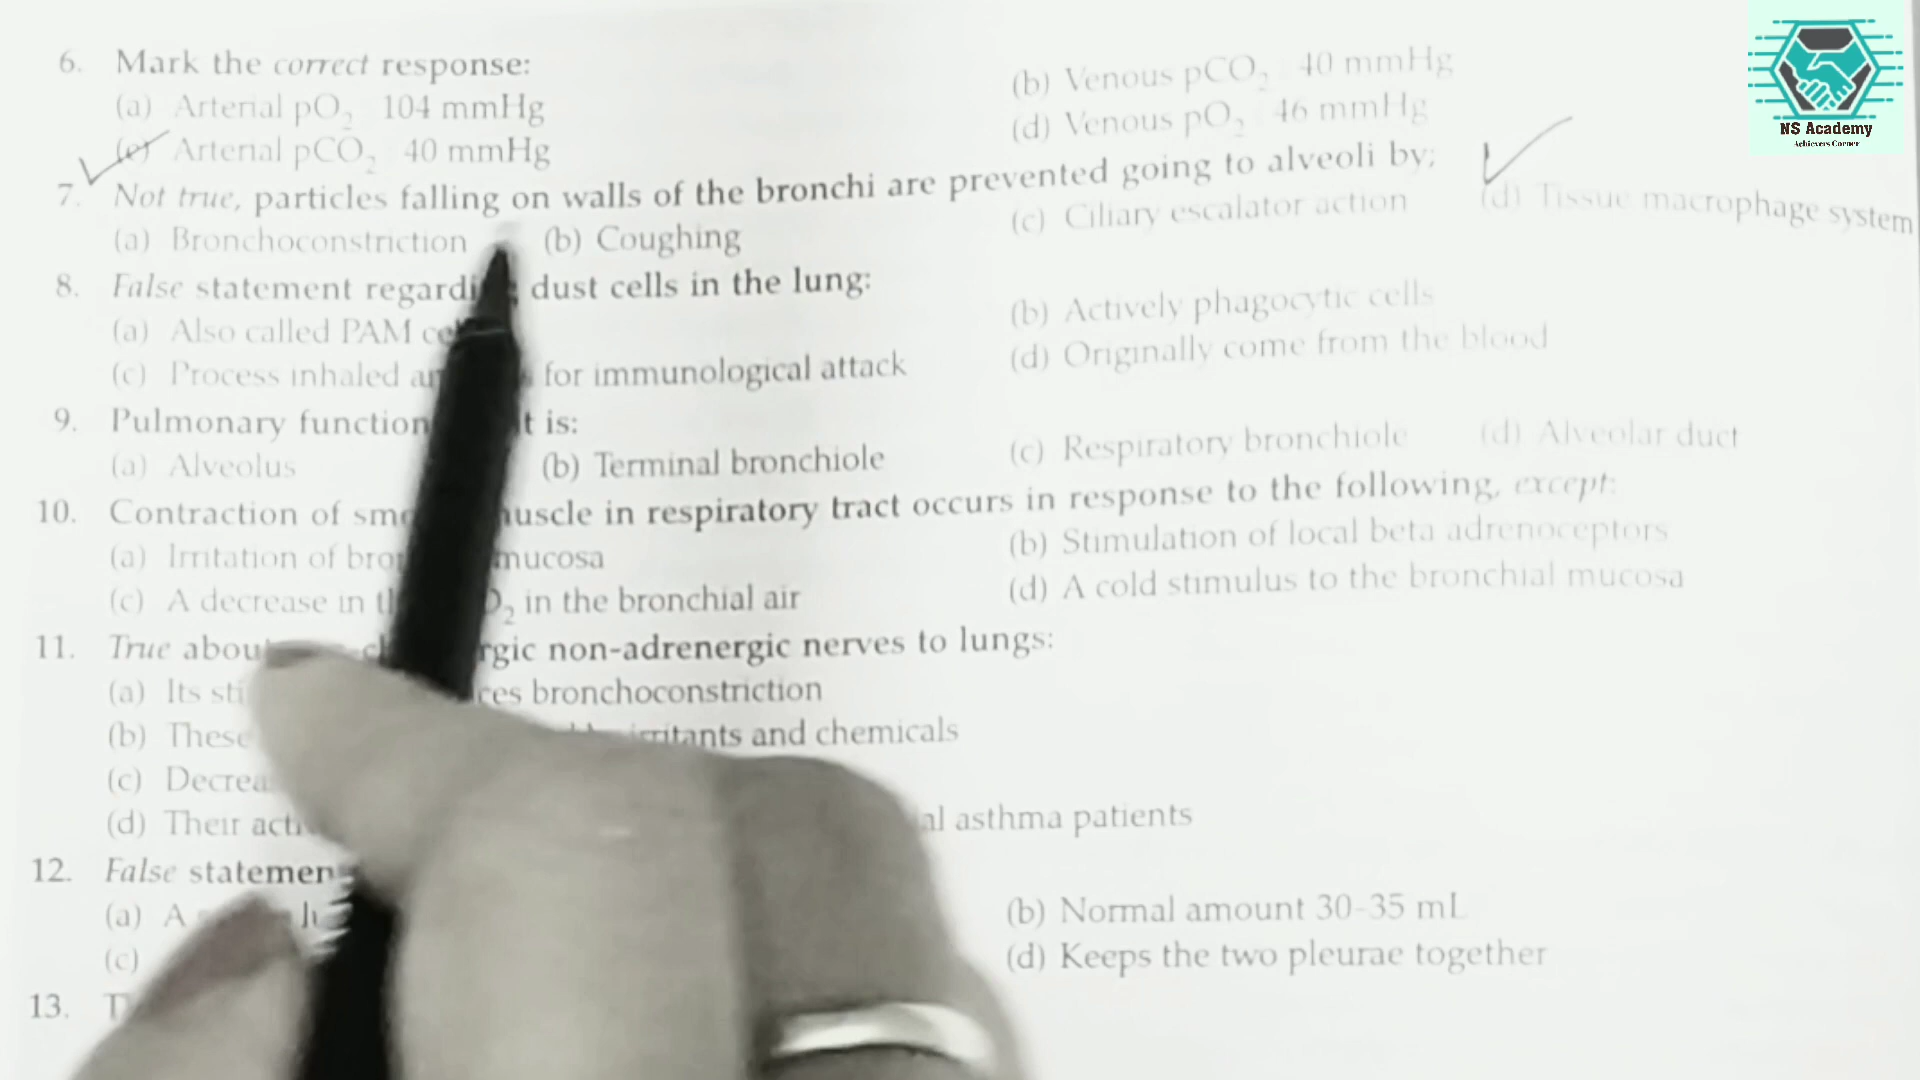 6. Mark the correct response:
(a) Arterial pO2 104 mmHg (b) Venous pCO2 40 mmHg
(c) Arterial pCO2 40 mmHg (d) Venous pO2 46 mmHg
7. Not true, particles falling on walls of the bronchi are prevented going to alveoli by;
(a) Bronchoconstriction (b) Coughing (c) Ciliary escalator action (d) Tissue macrophage system
8. False statement dust cells in the lung:
(a) Also called PAM (b) Actively phagocytic cells
(c) Process inhaled for immunological attack (d) Originally come from the blood
9. Pulmonary function is:
(a) Alveolus (b) Terminal bronchiole (c) Respiratory bronchiole (d) Alveolar duct
10. Contraction of in respiratory tract occurs in response to the following, except:
(a) Irritation of mucosa (b) Stimulation of local beta adrenoceptors
(c) A decrease in in the bronchial air (d) A cold stimulus to the bronchial mucosa
11. True non-adrenergic nerves to lungs:
(a) Its bronchoconstriction
(b) These and chemicals
(c)
(d) Their asthma patients
12. False
(a) A (b) Normal amount 30-35 mL
(c) (d) Keeps the two pleurae together
13.
NS Academy
Achievers Corner